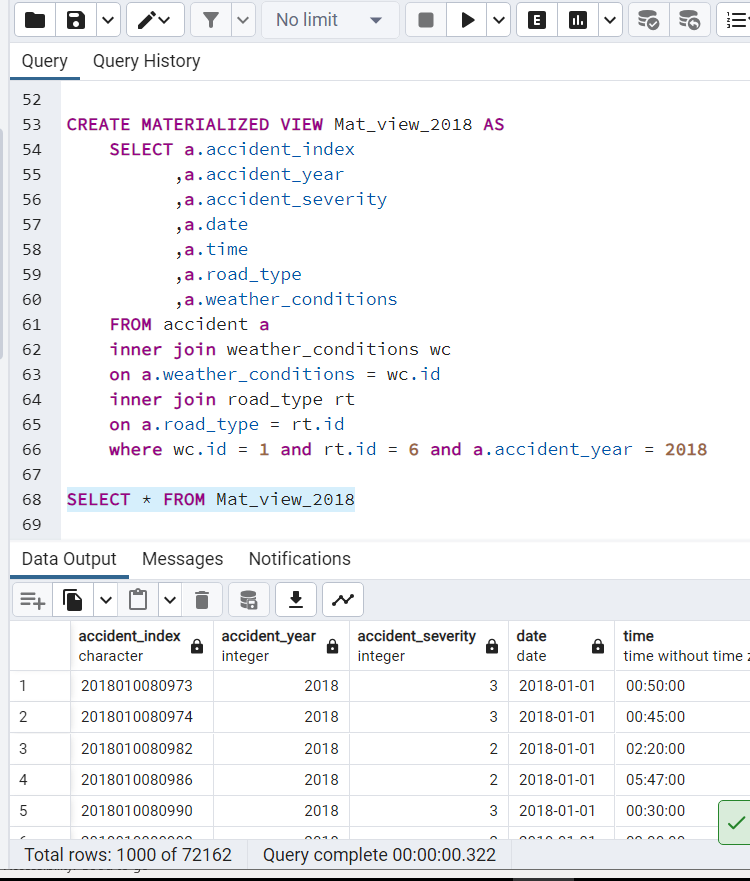 No limit
E
Query Query History
52
53 CREATE MATERIALIZED VIEW Mat_view_2018 AS
54 SELECT a.accident_index
55 ,a.accident_year
56 ,a.accident_severity
57 ,a.date
58 ,a.time
59 ,a.road_type
60 ,a.weather_conditions
61 FROM accident a
62 inner join weather_conditions wc
63 on a.weather_conditions = wc.id
64 inner join road_type rt
65 on a.road_type = rt.id
66 where wc.id = 1 and rt.id = 6 and a.accident_year = 2018
67
68 SELECT * FROM Mat_view_2018
69
Data Output Messages Notifications
accident_index accident_year accident_severity date time
character integer integer date time without time
1 2018010080973 2018 3 2018-01-01 00:50:00
2 2018010080974 2018 3 2018-01-01 00:45:00
3 2018010080982 2018 2 2018-01-01 02:20:00
4 2018010080986 2018 2 2018-01-01 05:47:00
5 2018010080990 2018 3 2018-01-01 00:30:00
Total rows: 1000 of 72162 Query complete 00:00:00.322